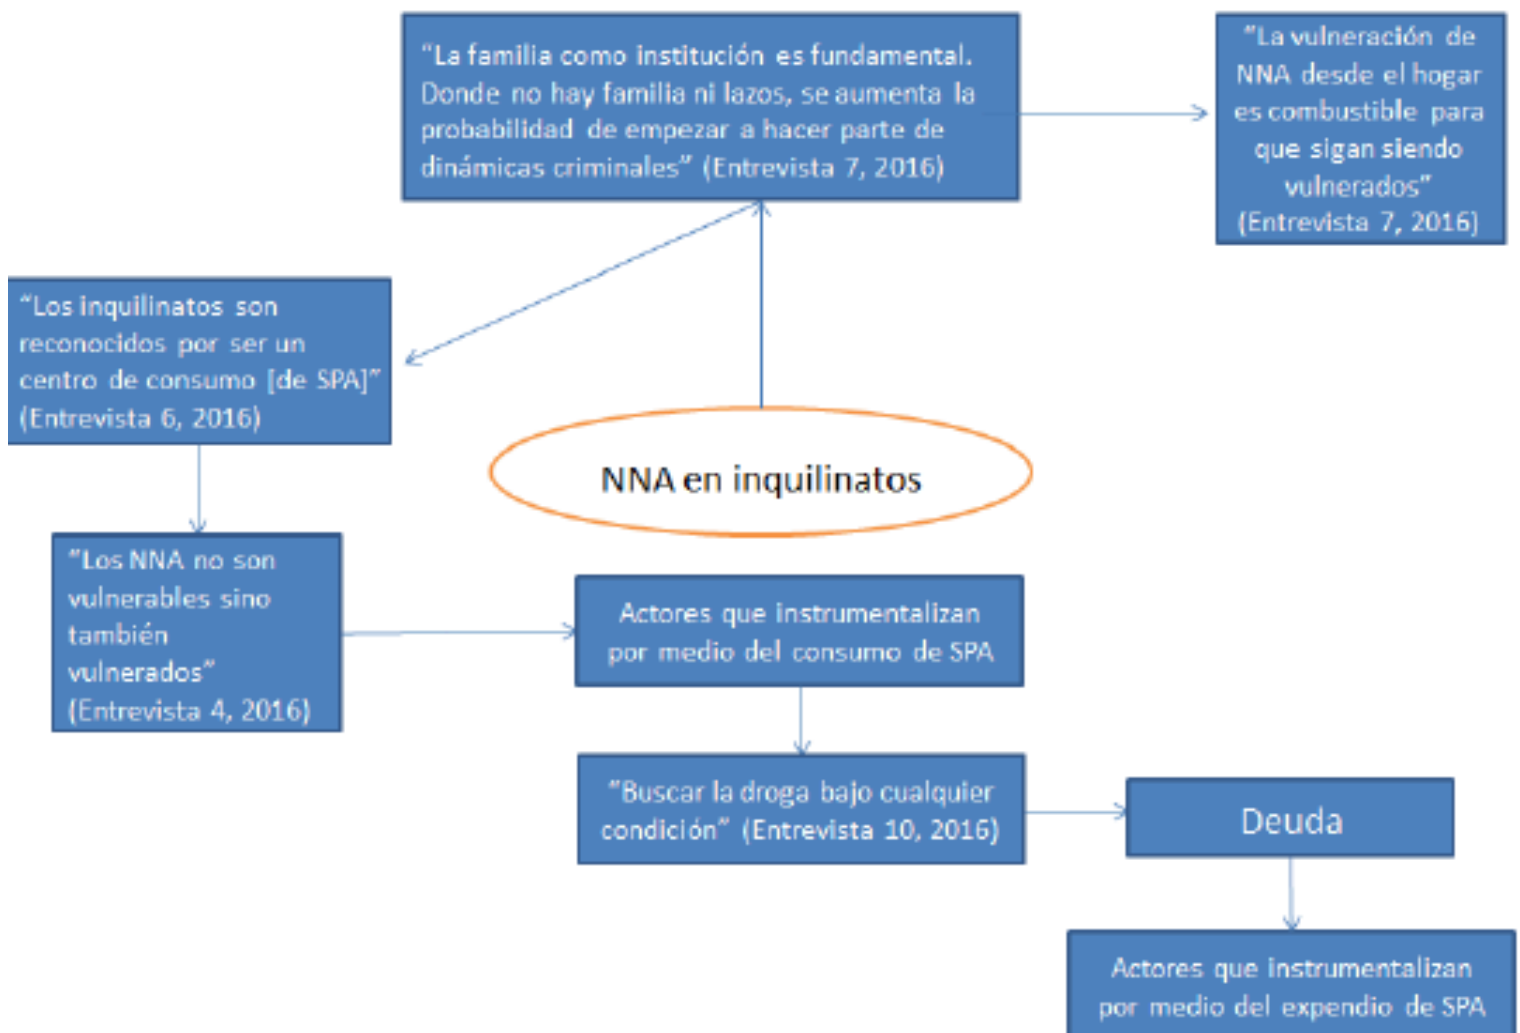 “La familia como institución es fundamental.
Donde no hay familia ni lazos, se aumenta la
probabilidad de empezar a hacer parte de
dinámicas criminales” (Entrevista 7, 2016)
“La vulneración de
NNA desde el hogar
es combustible para
que sigan siendo
vulnerados”
(Entrevista 7, 2016)
“Los inquilinatos son
reconocidos por ser un
centro de consumo [de SPA]”
(Entrevista 6, 2016)
NNA en inquilinatos
“Los NNA no son
vulnerables sino
también
vulnerados”
(Entrevista 4, 2016)
Actores que instrumentalizan
por medio del consumo de SPA
“Buscar la droga bajo cualquier
condición” (Entrevista 10, 2016)
Deuda
Actores que instrumentalizan
por medio del expendio de SPA